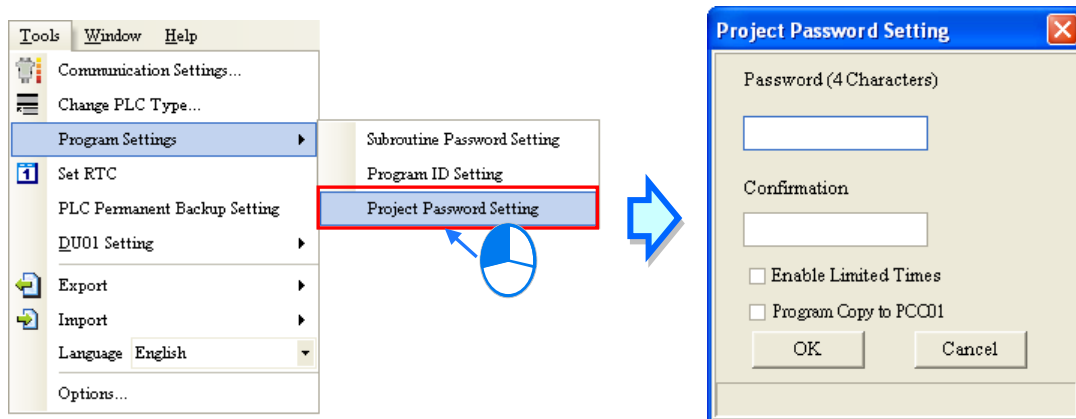 Tools Window Help
Communication Settings...
Change PLC Type...
Program Settings
Set RTC
PLC Permanent Backup Setting
DU01 Setting
Export
Import
Language English
Options...
Subroutine Password Setting
Program ID Setting
Project Password Setting
Project Password Setting
Password (4 Characters)
Confirmation
Enable Limited Times
Program Copy to PCC01
OK Cancel